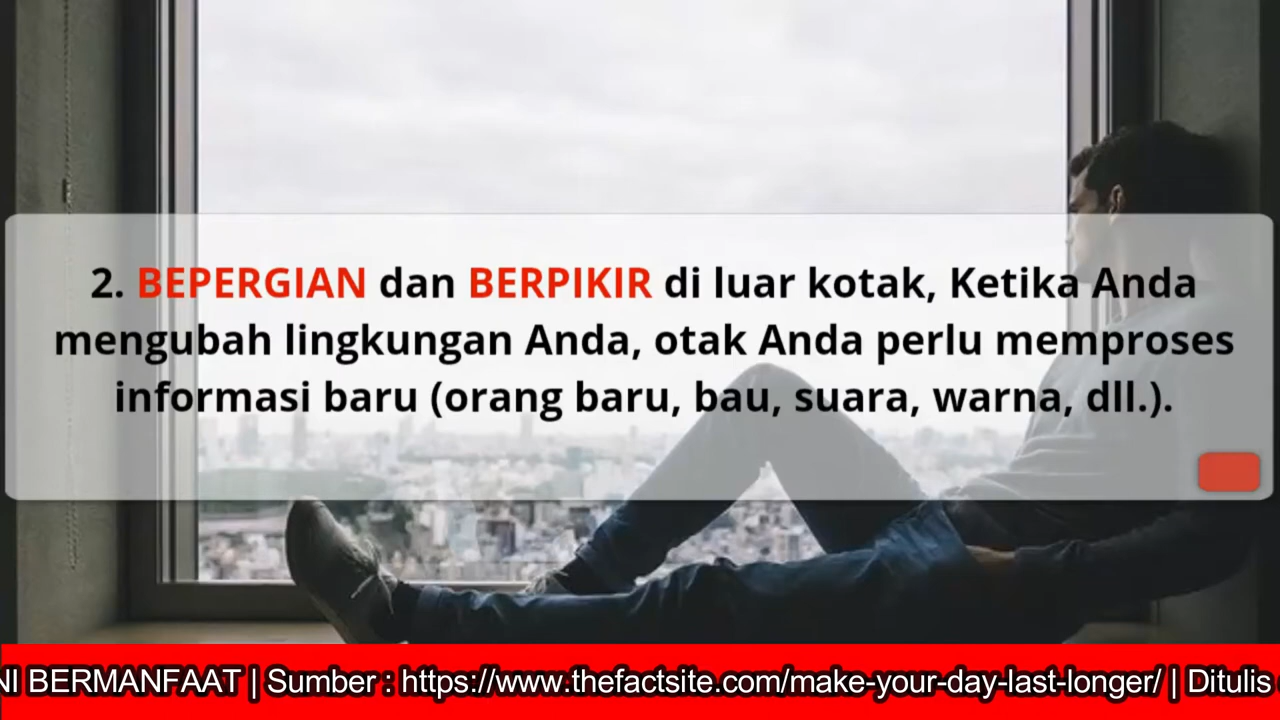 2. BEPERGIAN dan BERPIKIR di luar kotak, Ketika Anda
mengubah lingkungan Anda, otak Anda perlu memproses
informasi baru (orang baru, bau, suara, warna, dll.).
NI BERMANFAAT | Sumber : https://www.thefactsite.com/make-your-day-last-longer/ | Ditulis